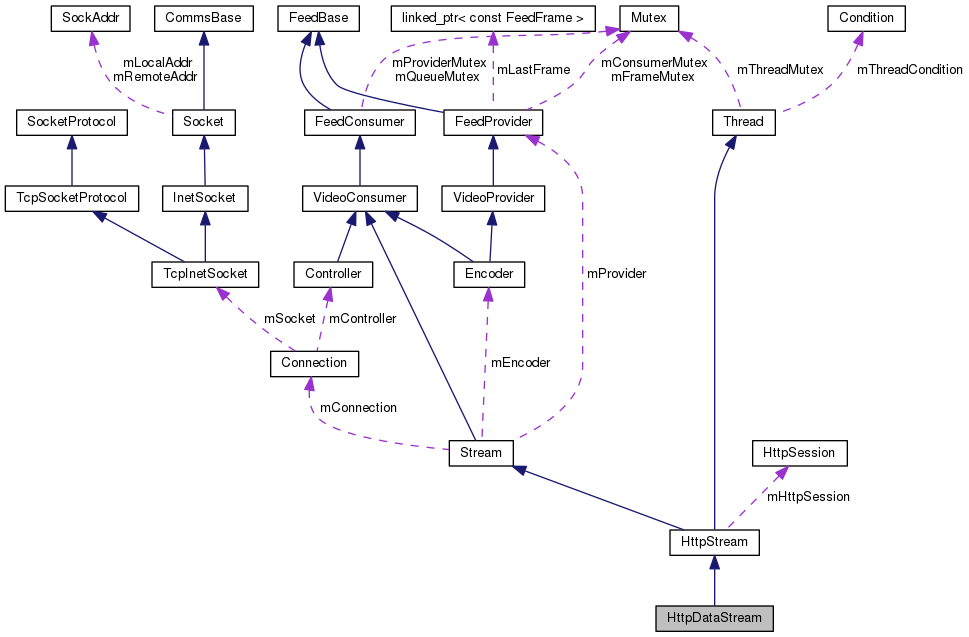 SockAddr
CommsBase
FeedBase
linked_ptr< const FeedFrame >
Mutex
Condition
mLocalAddr
mRemoteAddr
mProviderMutex
mQueueMutex
mLastFrame
mConsumerMutex
mFrameMutex
mThreadMutex
mThreadCondition
SocketProtocol
Socket
FeedConsumer
FeedProvider
Thread
TcpSocketProtocol
InetSocket
VideoConsumer
VideoProvider
TcpInetSocket
Controller
Encoder
mProvider
mSocket
mController
Connection
mEncoder
mConnection
Stream
HttpSession
mHttpSession
HttpStream
HttpDataStream